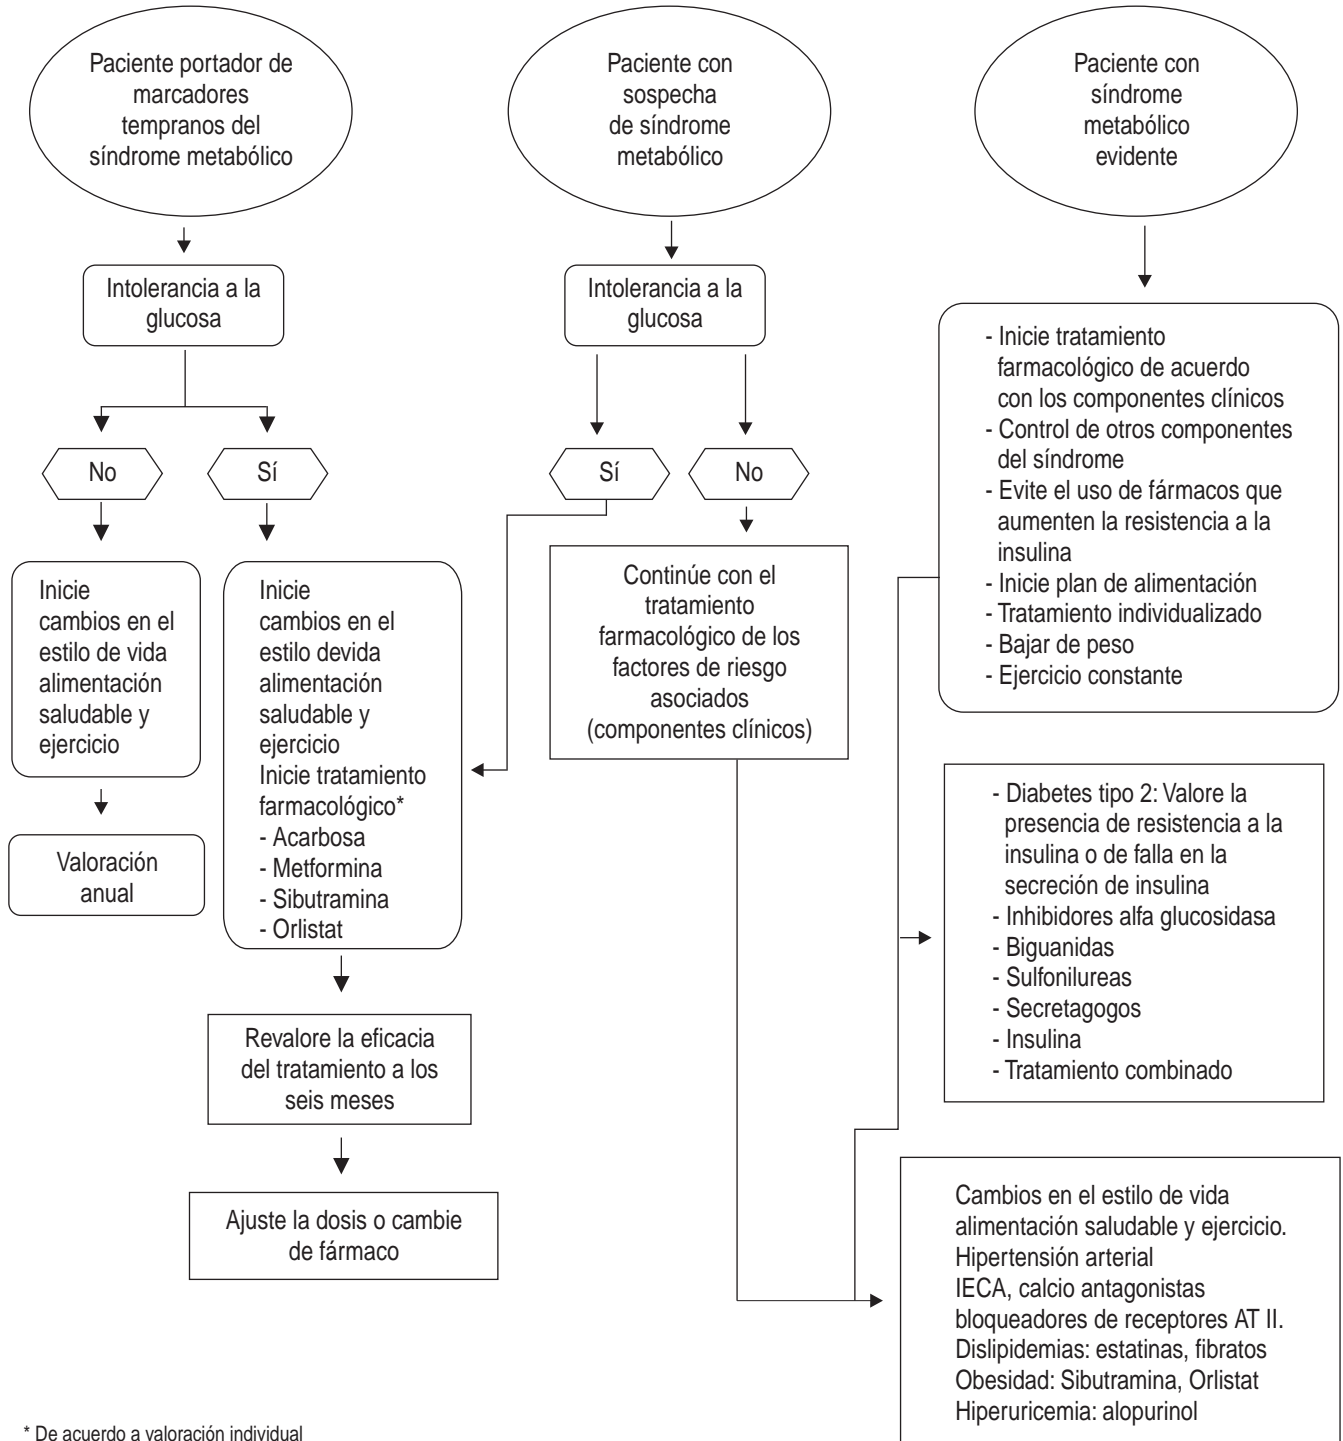 Paciente portador de
marcadores
tempranos del
síndrome metabólico
Paciente con
sospecha
de síndrome
metabólico
Paciente con
síndrome
metabólico
evidente
Intolerancia a la
glucosa
Intolerancia a la
glucosa
No
Sí
Sí
No
Inicie
cambios en el
estilo de vida
alimentación
saludable y
ejercicio
Valoración
anual
Inicie
cambios en el
estilo devida
alimentación
saludable y
ejercicio
Inicie tratamiento
farmacológico*
- Acarbosa
- Metformina
- Sibutramina
- Orlistat
Revalore la eficacia
del tratamiento a los
seis meses
Ajuste la dosis o cambie
de fármaco
Continúe con el
tratamiento
farmacológico de los
factores de riesgo
asociados
(componentes clínicos)
- Inicie tratamiento
farmacológico de acuerdo
con los componentes clínicos
- Control de otros componentes
del síndrome
- Evite el uso de fármacos que
aumenten la resistencia a la
insulina
- Inicie plan de alimentación
- Tratamiento individualizado
- Bajar de peso
- Ejercicio constante
- Diabetes tipo 2: Valore la
presencia de resistencia a la
insulina o de falla en la
secreción de insulina
- Inhibidores alfa glucosidasa
- Biguanidas
- Sulfonilureas
- Secretagogos
- Insulina
- Tratamiento combinado
Cambios en el estilo de vida
alimentación saludable y ejercicio.
Hipertensión arterial
IECA, calcio antagonistas
bloqueadores de receptores AT II.
Dislipidemias: estatinas, fibratos
Obesidad: Sibutramina, Orlistat
Hiperuricemia: alopurinol
* De acuerdo a valoración individual